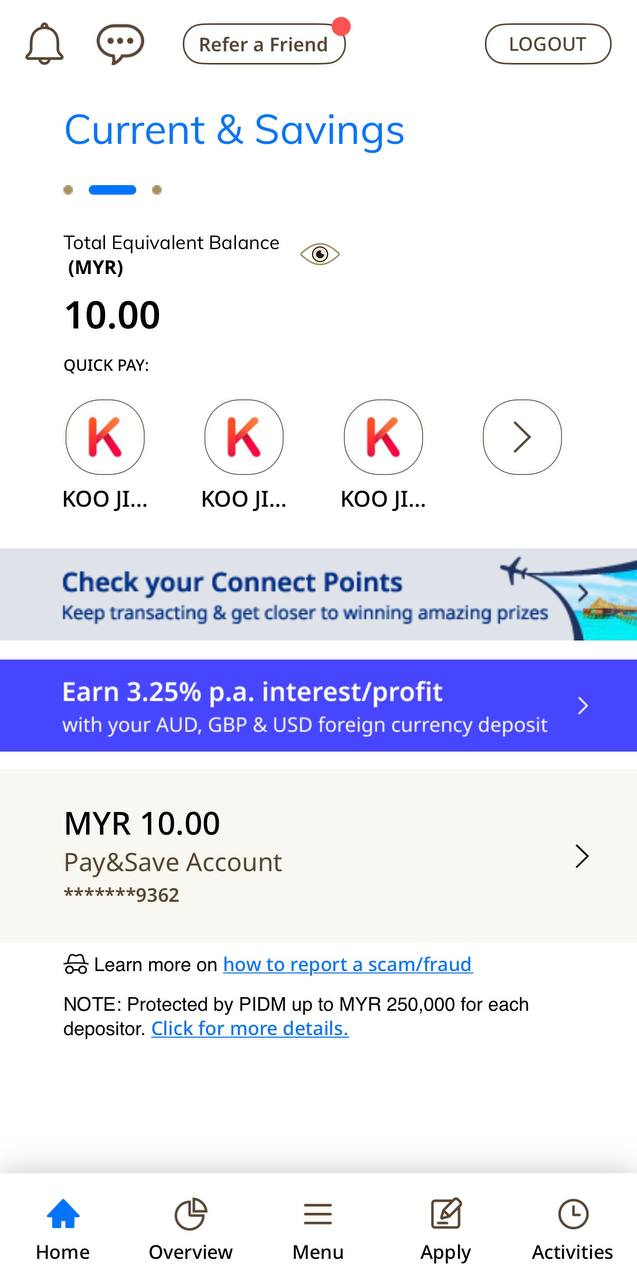 Refer a Friend
LOGOUT
Current & Savings
Total Equivalent Balance
(MYR)
10.00
QUICK PAY:
K K K
KOO JI... KOO JI... KOO JI...
Check your Connect Points
Keep transacting & get closer to winning amazing prizes
Earn 3.25% p.a. interest/profit
with your AUD, GBP & USD foreign currency deposit
MYR 10.00
Pay&Save Account
*******9362
Learn more on how to report a scam/fraud
NOTE: Protected by PIDM up to MYR 250,000 for each
depositor. Click for more details.
Home Overview Menu Apply Activities